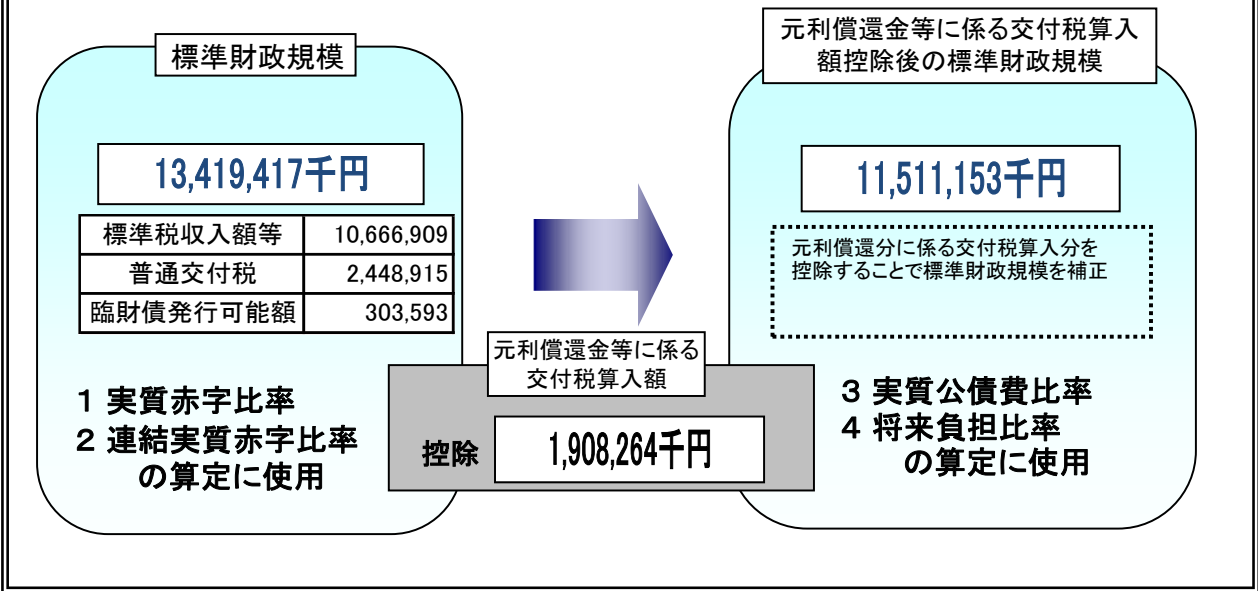 標準財政規模
13,419,417千円
標準税収入額等 10,666,909
普通交付税 2,448,915
臨財債発行可能額 303,593
1 実質赤字比率
2 連結実質赤字比率
の算定に使用
元利償還金等に係る
交付税算入額
控除 1,908,264千円
元利償還金等に係る交付税算入
額控除後の標準財政規模
11,511,153千円
元利償還分に係る交付税算入分を
控除することで標準財政規模を補正
3 実質公債費比率
4 将来負担比率
の算定に使用